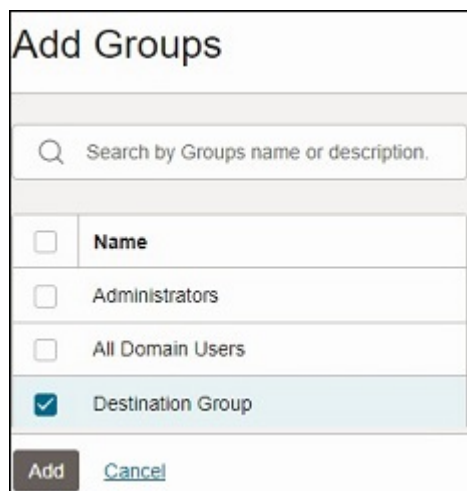 Add Groups
Search by Groups name or description.
Name
Administrators
All Domain Users
Destination Group
Add Cancel